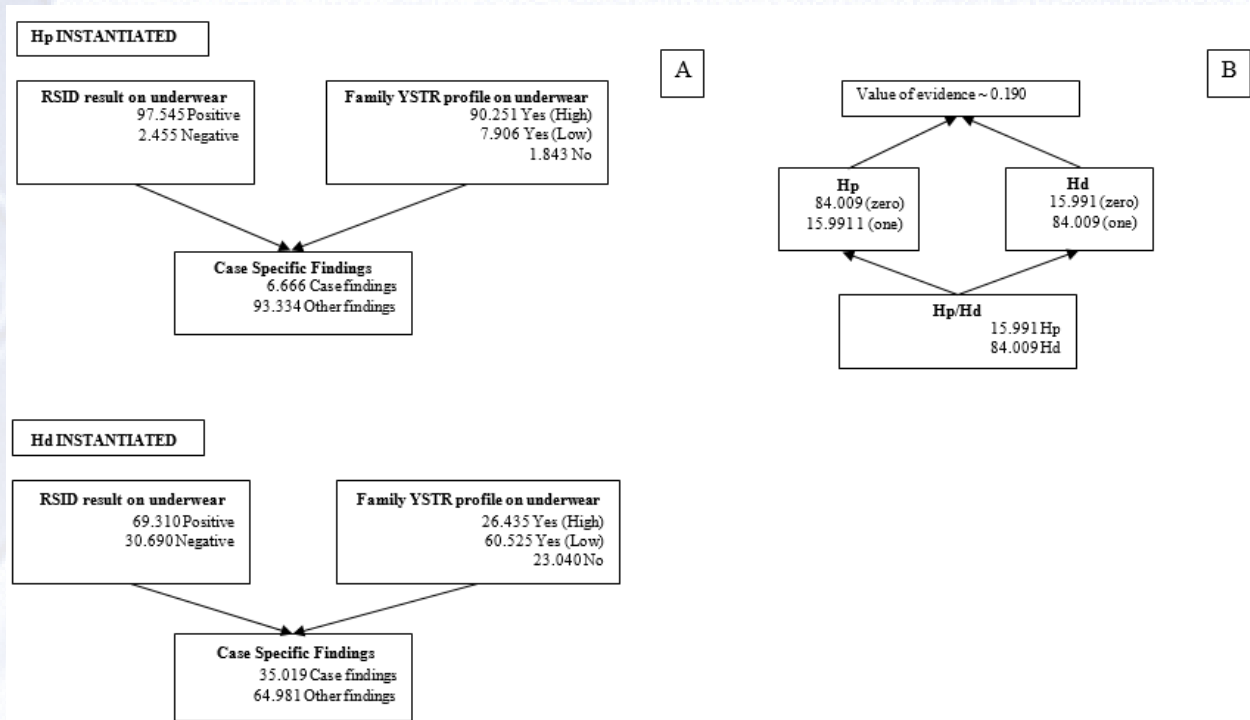 Hp INSTANTIATED
A
B
RSID result on underwear
97.545 Positive
2.455 Negative
Family YSTR profile on underwear
90.251 Yes (High)
7.906 Yes (Low)
1.843 No
Case Specific Findings
6.666 Case findings
93.334 Other findings
Value of evidence ~ 0.190
Hp
84.009 (zero)
15.9911 (one)
Hd
15.991 (zero)
84.009 (one)
Hp/Hd
15.991 Hp
84.009 Hd
Hd INSTANTIATED
RSID result on underwear
69.310 Positive
30.690 Negative
Family YSTR profile on underwear
26.435 Yes (High)
60.525 Yes (Low)
23.040 No
Case Specific Findings
35.019 Case findings
64.981 Other findings